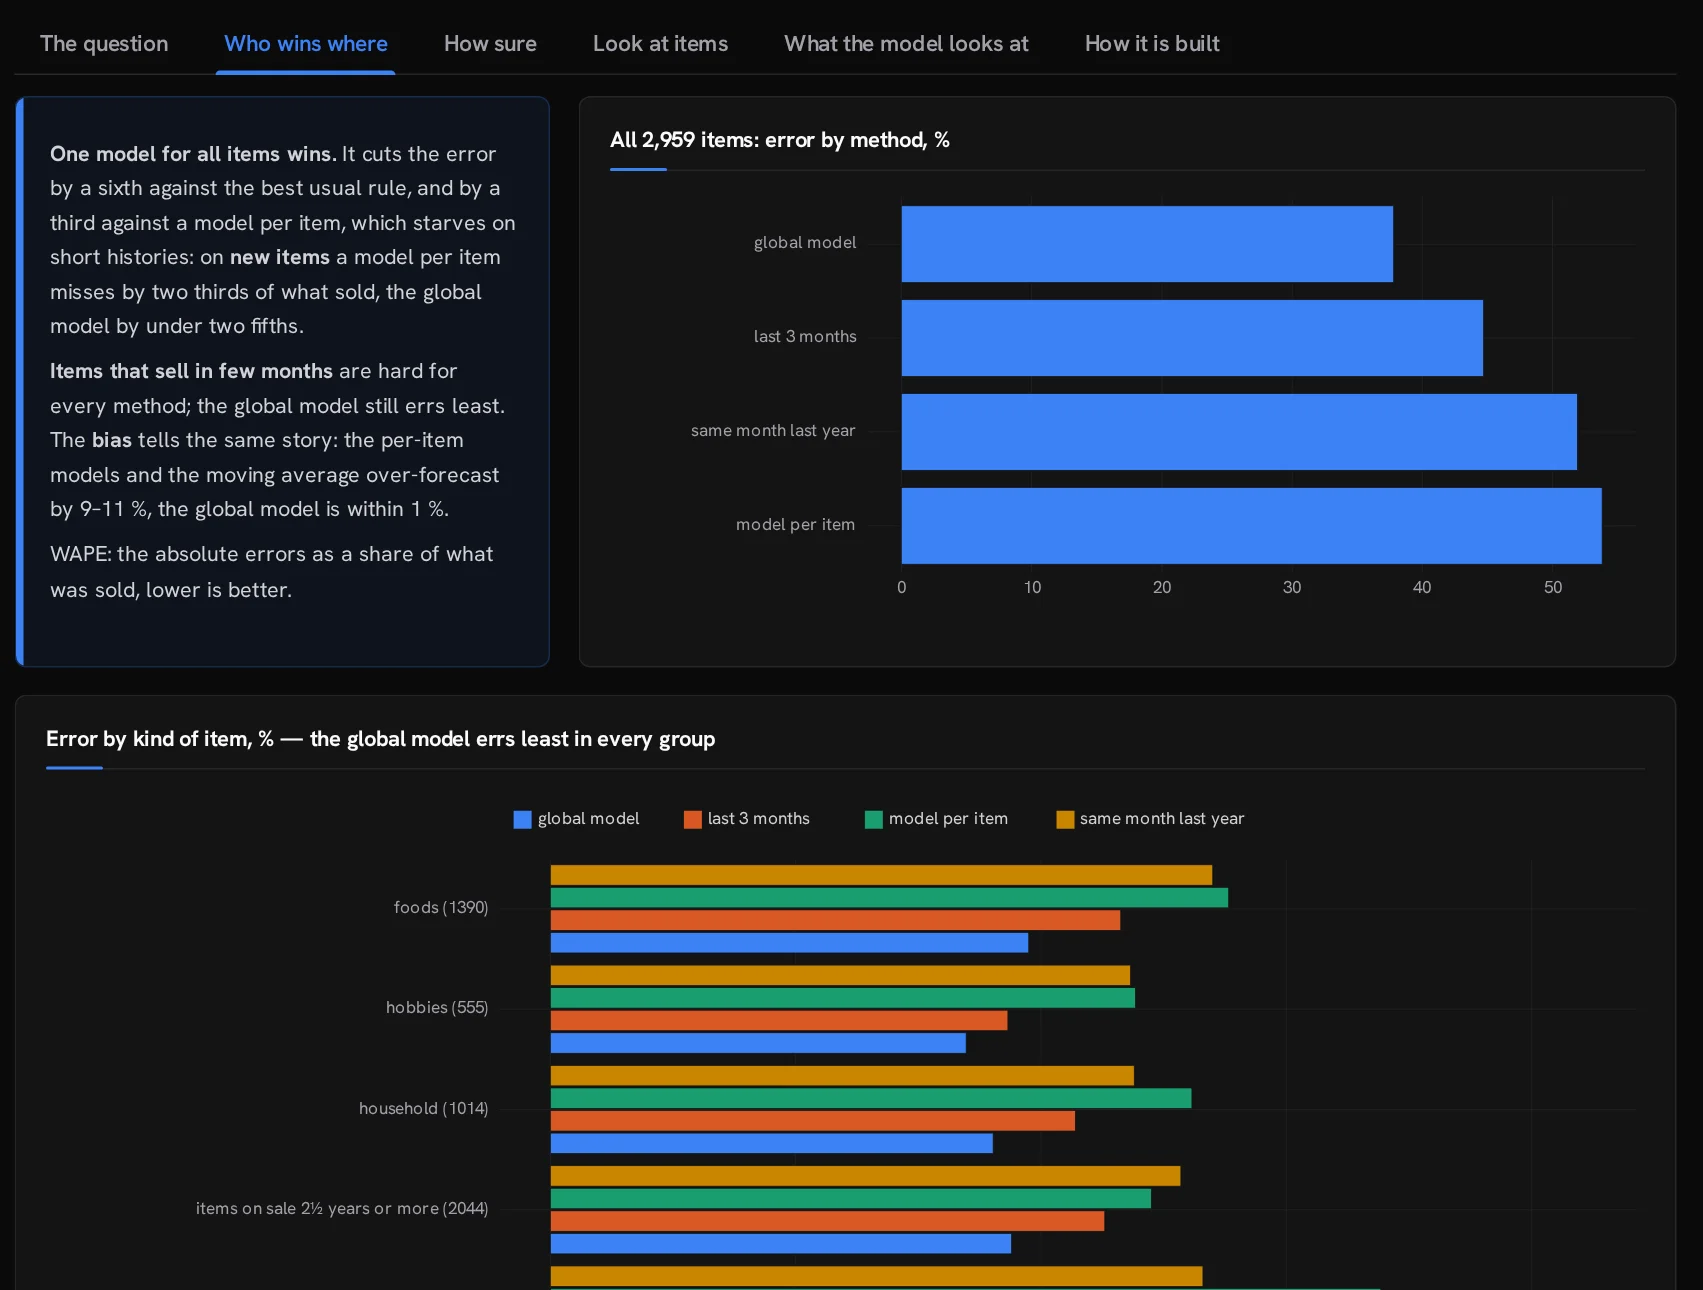 The question
Who wins where
How sure
Look at items
What the model looks at
How it is built
One model for all items wins. It cuts the error
by a sixth against the best usual rule, and by a
third against a model per item, which starves on
short histories: on new items a model per item
misses by two thirds of what sold, the global
model by under two fifths.
Items that sell in few months are hard for
every method; the global model still errs least.
The bias tells the same story: the per-item
models and the moving average over-forecast
by 9–11 %, the global model is within 1 %.
WAPE: the absolute errors as a share of what
was sold, lower is better.
All 2,959 items: error by method, %
global model
last 3 months
same month last year
model per item
0 10 20 30 40 50
Error by kind of item, % — the global model errs least in every group
global model
last 3 months
model per item
same month last year
foods (1390)
hobbies (555)
household (1014)
items on sale 2½ years or more (2044)